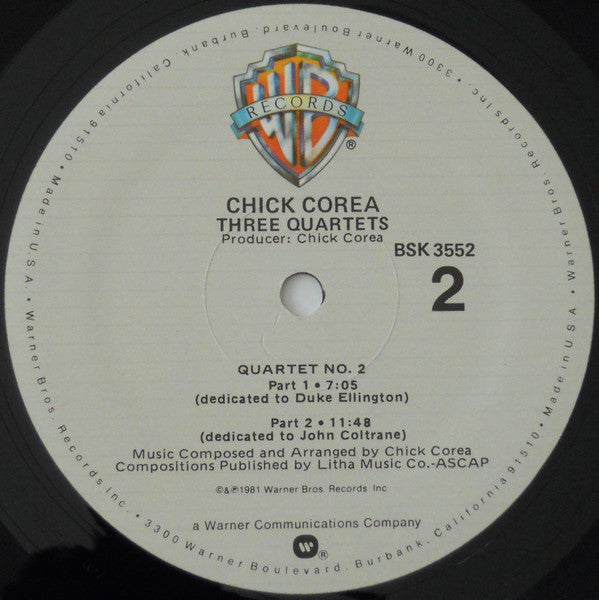 WB
RECORDS
®
CHICK COREA
THREE QUARTETS
Producer: Chick Corea
BSK 3552
2
QUARTET NO. 2
Part 1 • 7:05
(dedicated to Duke Ellington)
Part 2 • 11:48
(dedicated to John Coltrane)
Music Composed and Arranged by Chick Corea
Compositions Published by Litha Music Co.-ASCAP
©&℗1981 Warner Bros. Records Inc
a Warner Communications Company
W®
Warner Bros. Records Inc. • 3300 Warner Boulevard, Burbank, California 91510 • Made in U.S.A. • Warner Bros. Records Inc. • 3300 Warner Boulevard, Burbank, California 91510 • Made in U.S.A. •